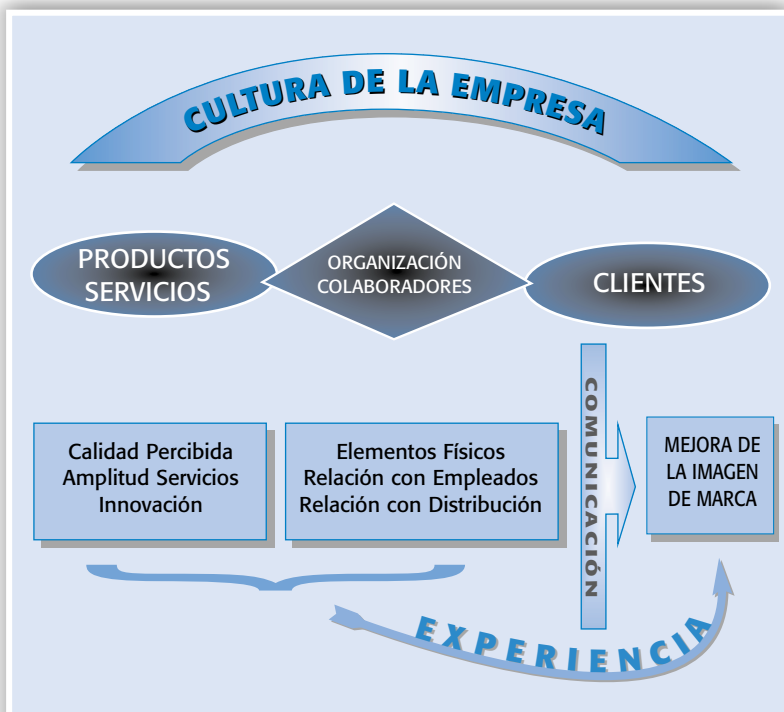 CULTURA DE LA EMPRESA
PRODUCTOS
SERVICIOS
ORGANIZACIÓN
COLABORADORES
CLIENTES
Calidad Percibida
Amplitud Servicios
Innovación
Elementos Físicos
Relación con Empleados
Relación con Distribución
COMUNICACIÓN
MEJORA DE
LA IMAGEN
DE MARCA
EXPERIENCIA